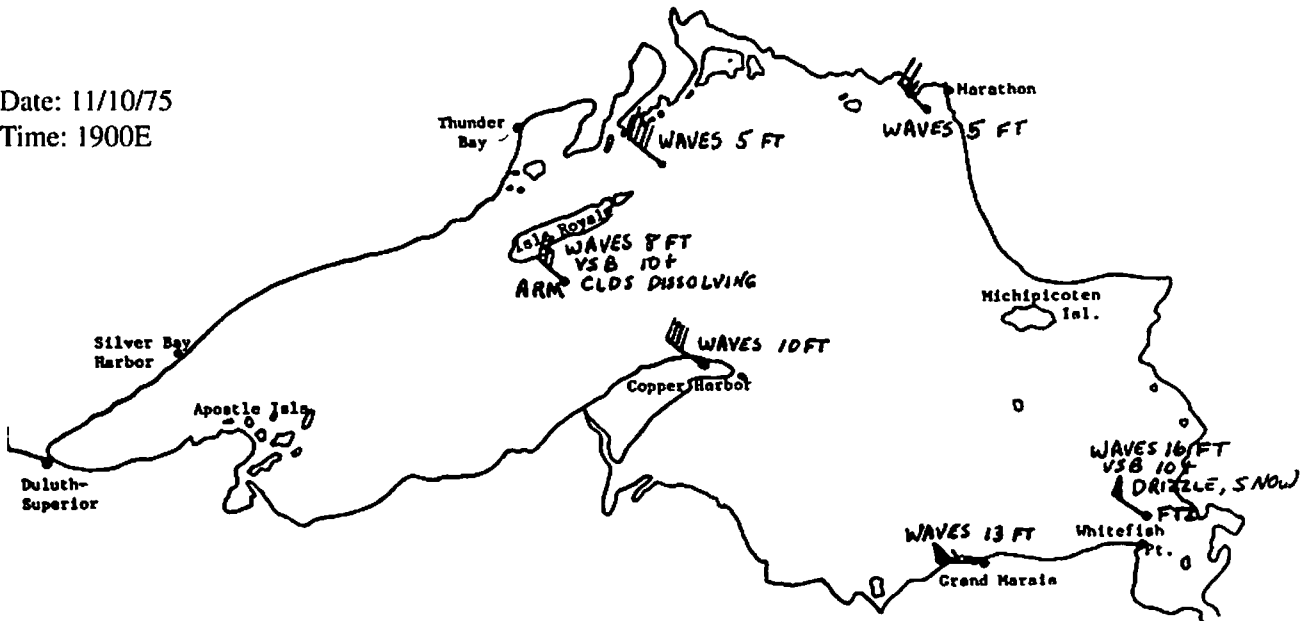 Date: 11/10/75
Time: 1900E
Marathon
WAVES 5 FT
Thunder
Bay
WAVES 5 FT
Isle Royale
WAVES 8 FT
VSB 10+
CLDS DISSOLVING
ARM
Michipicoten
Isl.
Silver Bay
Harbor
WAVES 10 FT
Copper Harbor
Apostle Isls.
Duluth-
Superior
WAVES 16 FT
VSB 10+
DRIZZLE, SNOW
FTZ
Whitefish
Pt.
WAVES 13 FT
Grand Marais